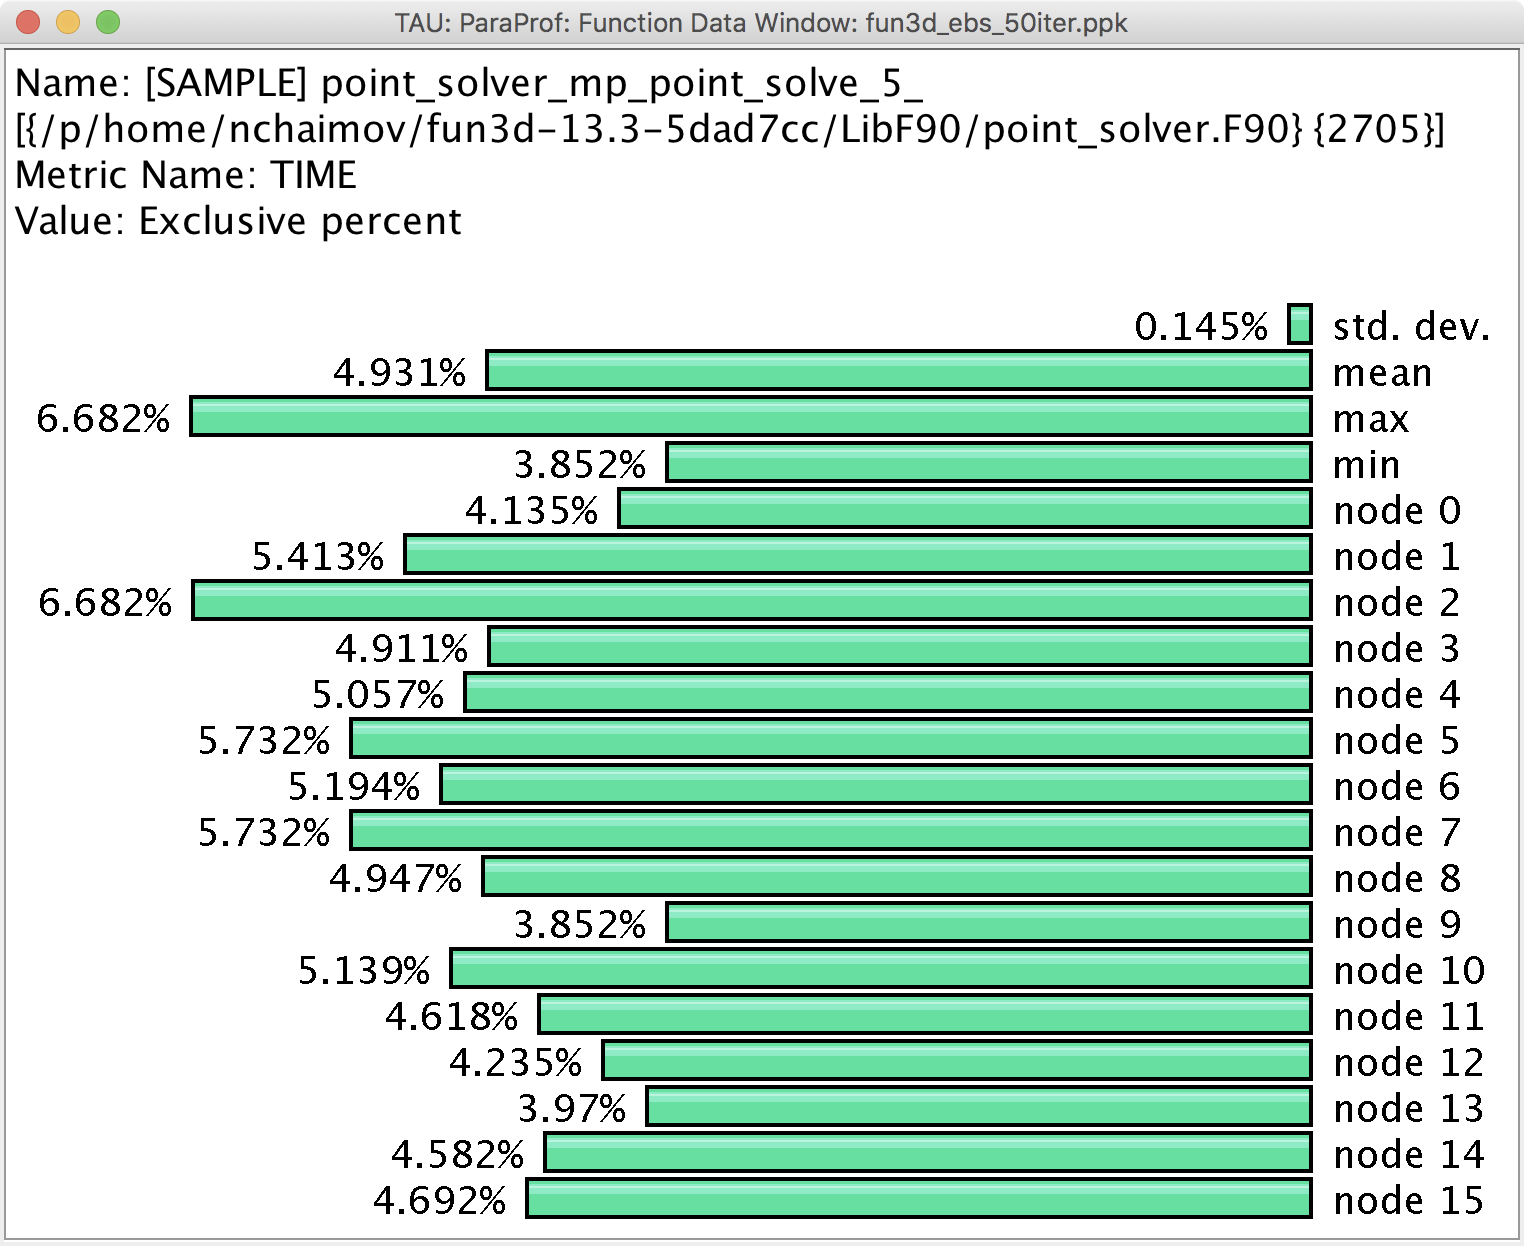 TAU: ParaProf: Function Data Window: fun3d_ebs_50iter.ppk
Name: [SAMPLE] point_solver_mp_point_solve_5_
[{/p/home/nchaimov/fun3d-13.3-5dad7cc/LibF90/point_solver.F90} {2705}]
Metric Name: TIME
Value: Exclusive percent
0.145% std. dev.
4.931% mean
6.682% max
3.852% min
4.135% node 0
5.413% node 1
6.682% node 2
4.911% node 3
5.057% node 4
5.732% node 5
5.194% node 6
5.732% node 7
4.947% node 8
3.852% node 9
5.139% node 10
4.618% node 11
4.235% node 12
3.97% node 13
4.582% node 14
4.692% node 15